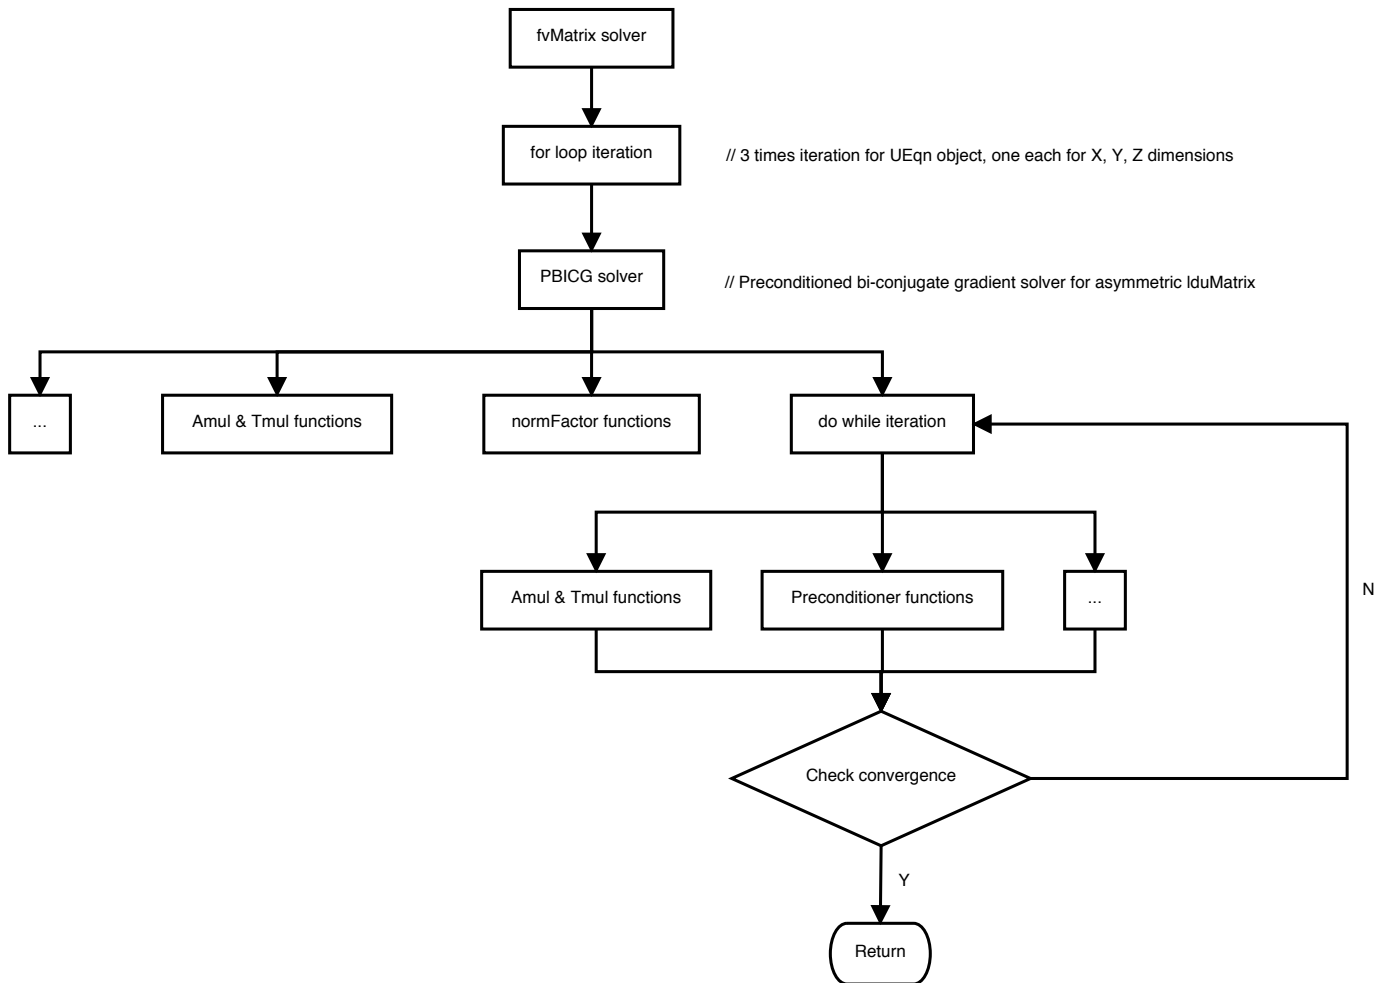 fvMatrix solver
for loop iteration
// 3 times iteration for UEqn object, one each for X, Y, Z dimensions
PBICG solver
// Preconditioned bi-conjugate gradient solver for asymmetric lduMatrix
...
Amul & Tmul functions
normFactor functions
do while iteration
Amul & Tmul functions
Preconditioner functions
...
N
Check convergence
Y
Return